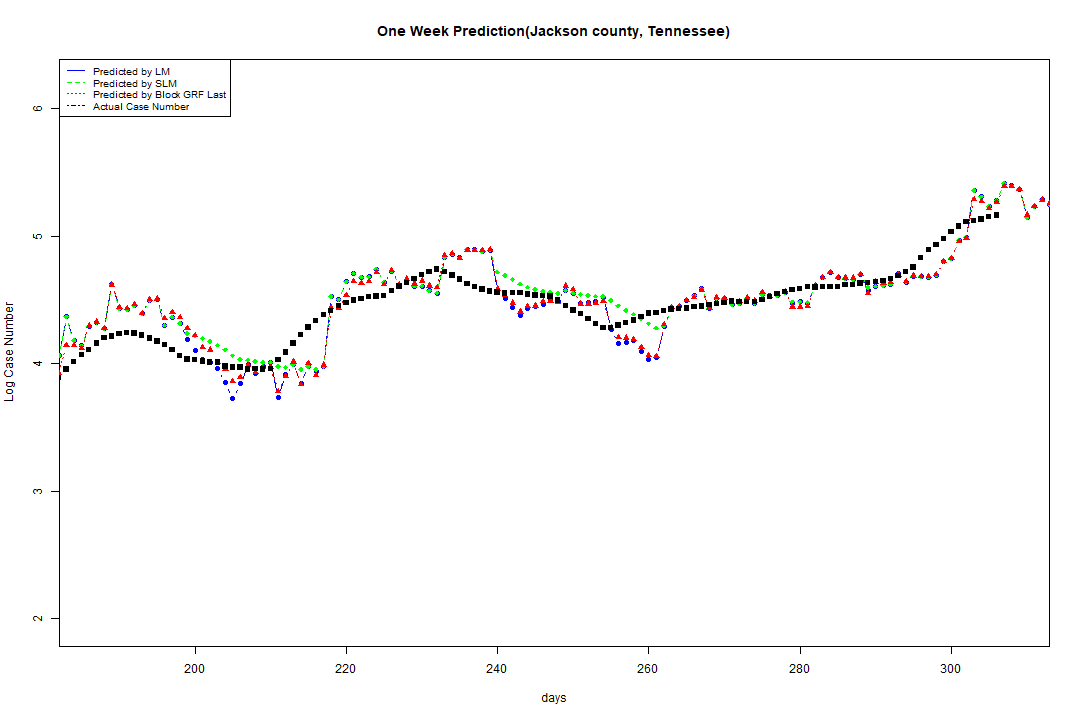 One Week Prediction(Jackson county, Tennessee)
Predicted by LM
Predicted by SLM
Predicted by Block GRF Last
Actual Case Number
6
5
4
3
2
Log Case Number
200 220 240 260 280 300
days